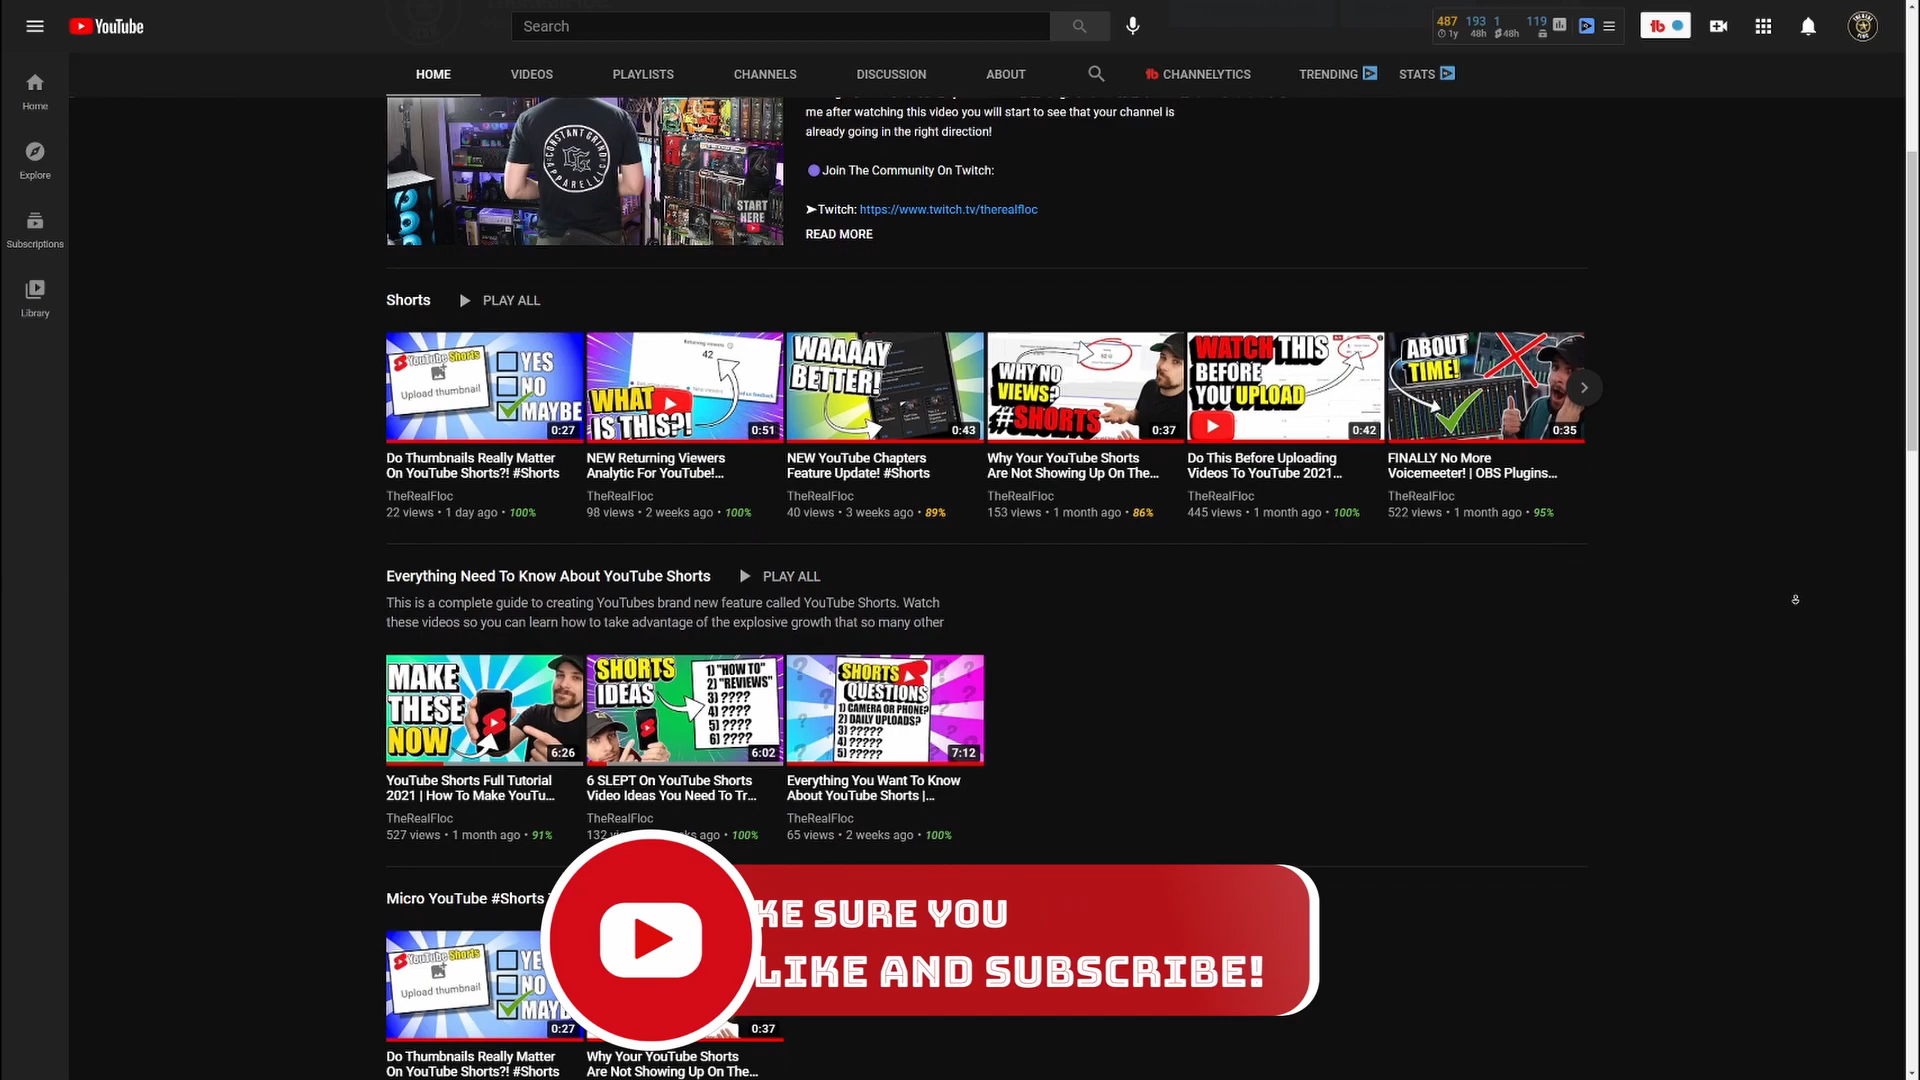 YouTube
Search
487 193 1 119
1y 48h 48h
HOME
VIDEOS
PLAYLISTS
CHANNELS
DISCUSSION
ABOUT
CHANNELYTICS
TRENDING
STATS
Home
Explore
Subscriptions
Library
CONSTANT GRIND
CG
APPAREL
START
HERE
me after watching this video you will start to see that your channel is
already going in the right direction!
Join The Community On Twitch:
➤Twitch: https://www.twitch.tv/therealfloc
READ MORE
Shorts
PLAY ALL
YouTube Shorts
Upload thumbnail
YES
NO
MAYBE
0:27
Returning viewers
42
WHAT
IS THIS?!
0:51
WAAAAY
BETTER!
0:43
WHY NO
VIEWS?
#SHORTS
0:37
WATCH THIS
BEFORE
YOU UPLOAD
0:42
ABOUT
TIME!
0:35
Do Thumbnails Really Matter
On YouTube Shorts?! #Shorts
TheRealFloc
22 views • 1 day ago • 100%
NEW Returning Viewers
Analytic For YouTube!...
TheRealFloc
98 views • 2 weeks ago • 100%
NEW YouTube Chapters
Feature Update! #Shorts
TheRealFloc
40 views • 3 weeks ago • 89%
Why Your YouTube Shorts
Are Not Showing Up On The...
TheRealFloc
153 views • 1 month ago • 86%
Do This Before Uploading
Videos To YouTube 2021...
TheRealFloc
445 views • 1 month ago • 100%
FINALLY No More
Voicemeeter! | OBS Plugins...
TheRealFloc
522 views • 1 month ago • 95%
Everything Need To Know About YouTube Shorts
PLAY ALL
This is a complete guide to creating YouTubes brand new feature called YouTube Shorts. Watch
these videos so you can learn how to take advantage of the explosive growth that so many other
MAKE
THESE
NOW
6:26
SHORTS
IDEAS
1) "HOW TO"
2) "REVIEWS"
3) ????
4) ????
5) ????
6) ????
6:02
SHORTS
QUESTIONS
1) CAMERA OR PHONE?
2) DAILY UPLOADS?
3) ?????
4) ?????
5) ?????
7:12
YouTube Shorts Full Tutorial
2021 | How To Make YouTu...
TheRealFloc
527 views • 1 month ago • 91%
6 SLEPT On YouTube Shorts
Video Ideas You Need To Tr...
132 ago • 100%
Everything You Want To Know
About YouTube Shorts |...
TheRealFloc
65 views • 2 weeks ago • 100%
Micro YouTube #Shorts
KE SURE YOU
LIKE AND SUBSCRIBE!
YouTube Shorts
Upload thumbnail
NO
0:27
0:37
Do Thumbnails Really Matter
On YouTube Shorts?! #Shorts
Why Your YouTube Shorts
Are Not Showing Up On The...